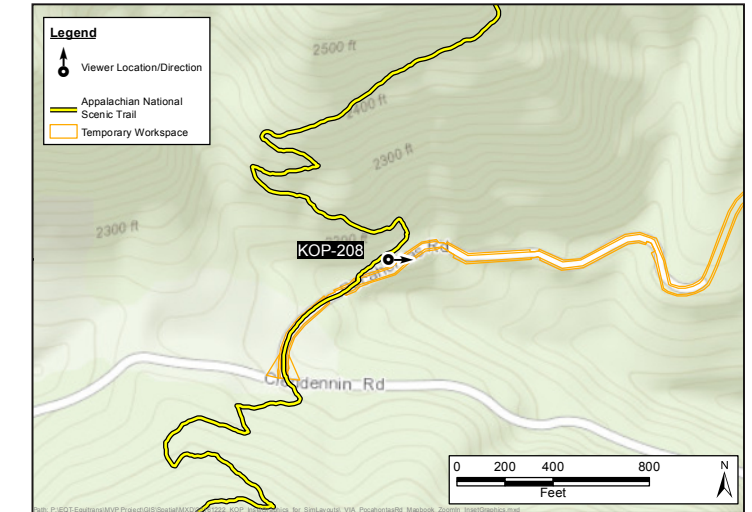 Legend
Viewer Location/Direction
Appalachian National
Scenic Trail
Temporary Workspace
2500 ft
2400 ft
2300 ft
2300 ft
KOP-208
Rd
Rd
0 200 400 800
Feet
N